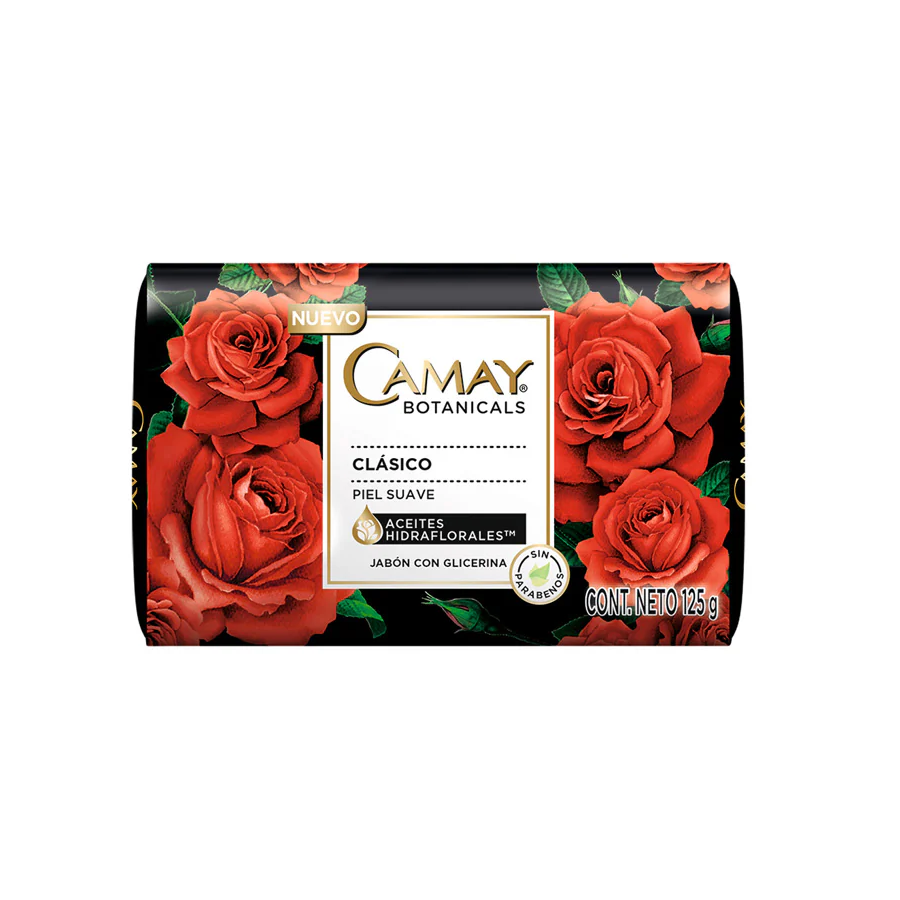 NUEVO
CAMAY®
BOTANICALS
CLÁSICO
PIEL SUAVE
ACEITES
HIDRAFLORALES™
JABÓN CON GLICERINA
SIN
PARABENOS
CONT. NETO 125 g